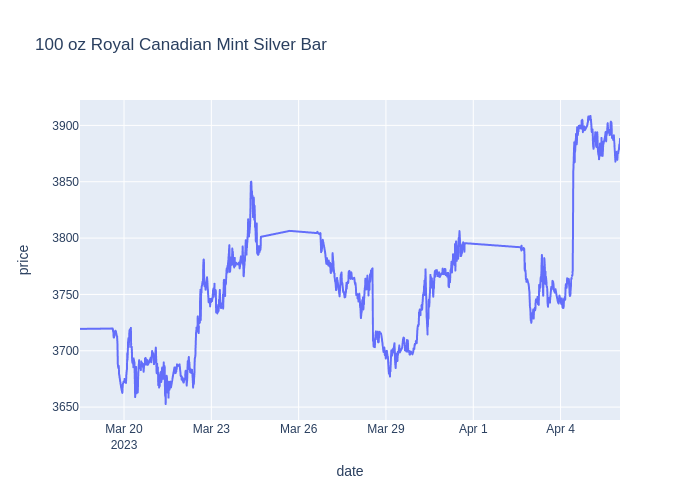 100 oz Royal Canadian Mint Silver Bar
price
3900
3850
3800
3750
3700
3650
Mar 20
2023
Mar 23
Mar 26
Mar 29
Apr 1
Apr 4
date